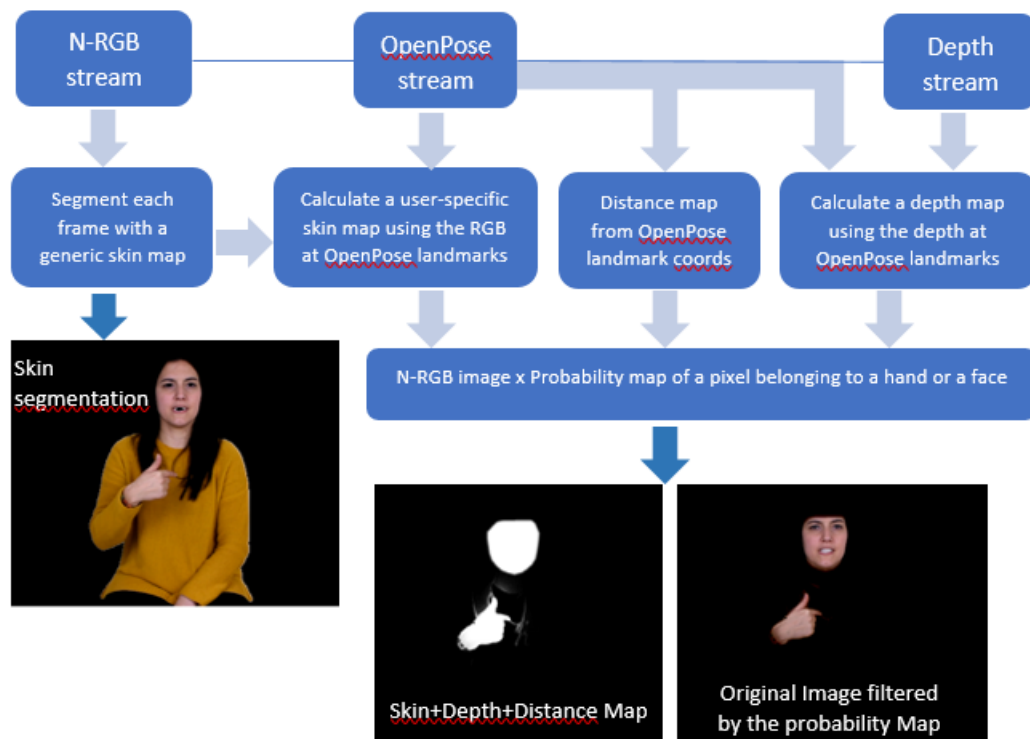 N-RGB
stream
OpenPose
stream
Depth
stream
Segment each
frame with a
generic skin map
Calculate a user-specific
skin map using the RGB
at OpenPose landmarks
Distance map
from OpenPose
landmark coords
Calculate a depth map
using the depth at
OpenPose landmarks
Skin
segmentation
N-RGB image x Probability map of a pixel belonging to a hand or a face
Skin+Depth+Distance Map
Original Image filtered
by the probability Map